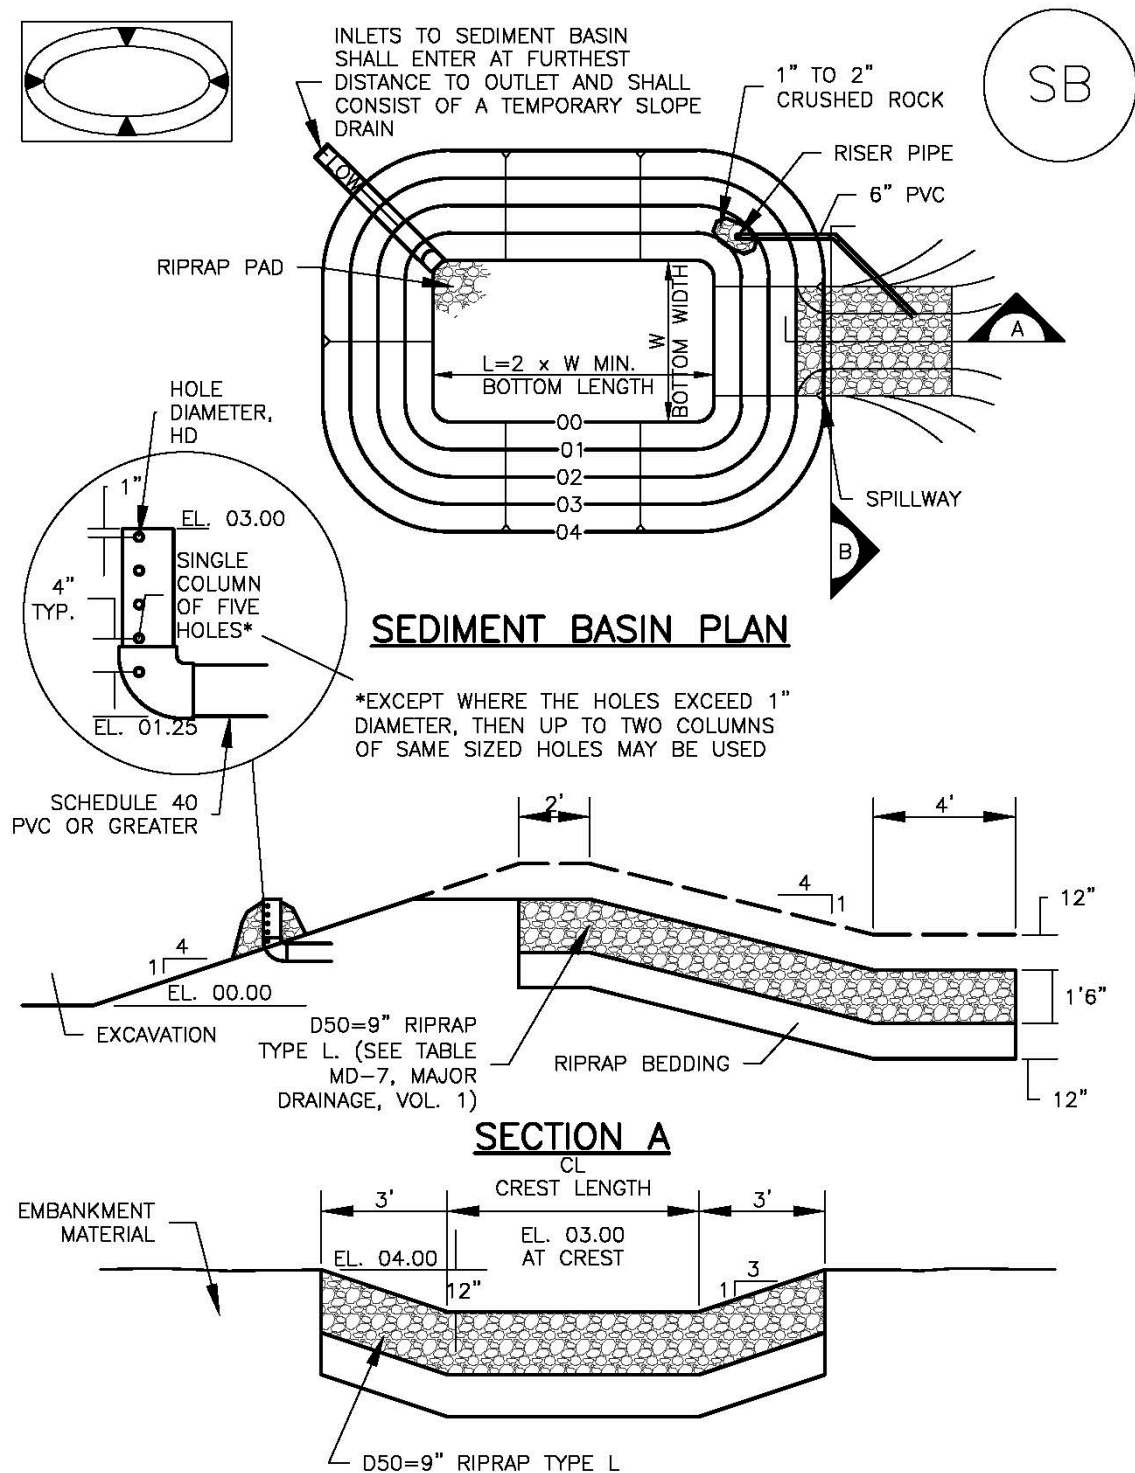 INLETS TO SEDIMENT BASIN
SHALL ENTER AT FURTHEST
DISTANCE TO OUTLET AND SHALL
CONSIST OF A TEMPORARY SLOPE
DRAIN
1" TO 2"
CRUSHED ROCK
SB
RISER PIPE
6" PVC
FLOW
RIPRAP PAD
W
BOTTOM WIDTH
L=2 x W MIN.
BOTTOM LENGTH
A
00
01
02
03
04
SPILLWAY
B
HOLE
DIAMETER,
HD
1"
EL. 03.00
SINGLE
COLUMN
OF FIVE
HOLES*
4"
TYP.
EL. 01.25
SEDIMENT BASIN PLAN
*EXCEPT WHERE THE HOLES EXCEED 1"
DIAMETER, THEN UP TO TWO COLUMNS
OF SAME SIZED HOLES MAY BE USED
SCHEDULE 40
PVC OR GREATER
2'
4'
4
1
12"
4
1
EL. 00.00
1'6"
EXCAVATION
D50=9" RIPRAP
TYPE L. (SEE TABLE
MD-7, MAJOR
DRAINAGE, VOL. 1)
RIPRAP BEDDING
12"
SECTION A
CL
CREST LENGTH
3'
3'
EMBANKMENT
MATERIAL
EL. 04.00
EL. 03.00
AT CREST
12"
3
1
D50=9" RIPRAP TYPE L